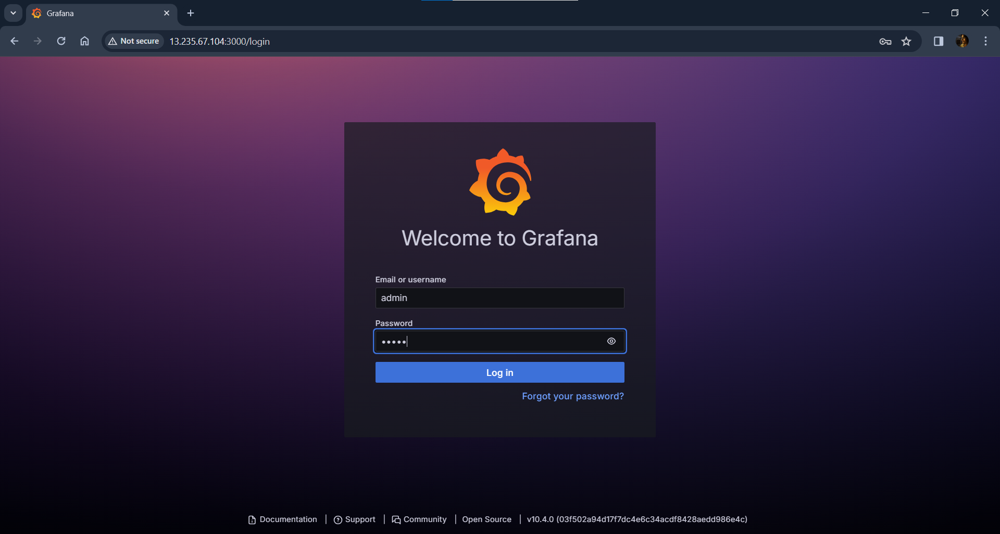 Grafana
Not secure
13.235.67.104:3000/login
Welcome to Grafana
Email or username
admin
Password
•••••
Log in
Forgot your password?
Documentation | Support | Community | Open Source | v10.4.0 (03f502a94d17f7dc4e6c34acdf8428aedd986e4c)